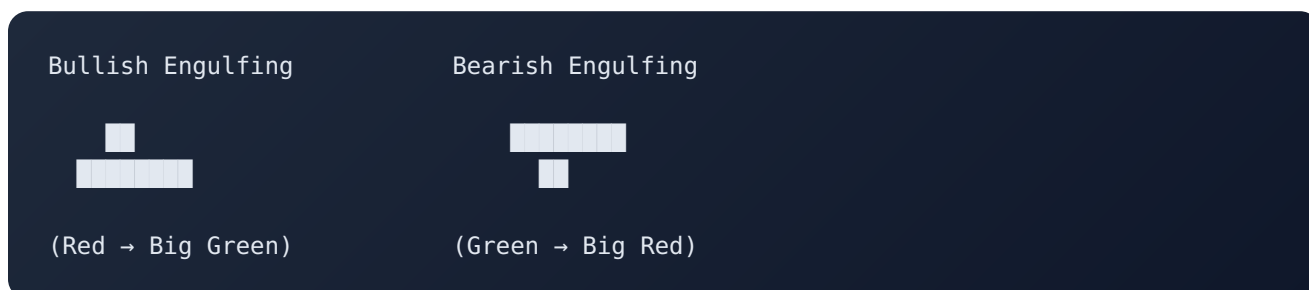 Bullish Engulfing Bearish Engulfing
(Red → Big Green) (Green → Big Red)